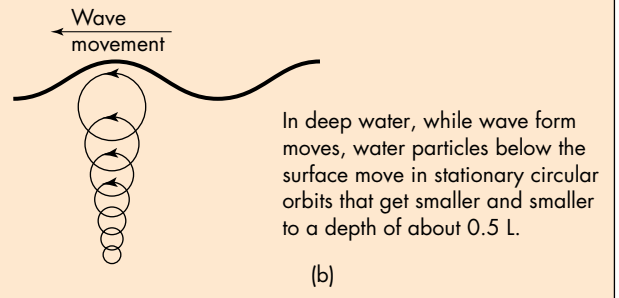 Wave
movement
In deep water, while wave form
moves, water particles below the
surface move in stationary circular
orbits that get smaller and smaller
to a depth of about 0.5 L.
(b)